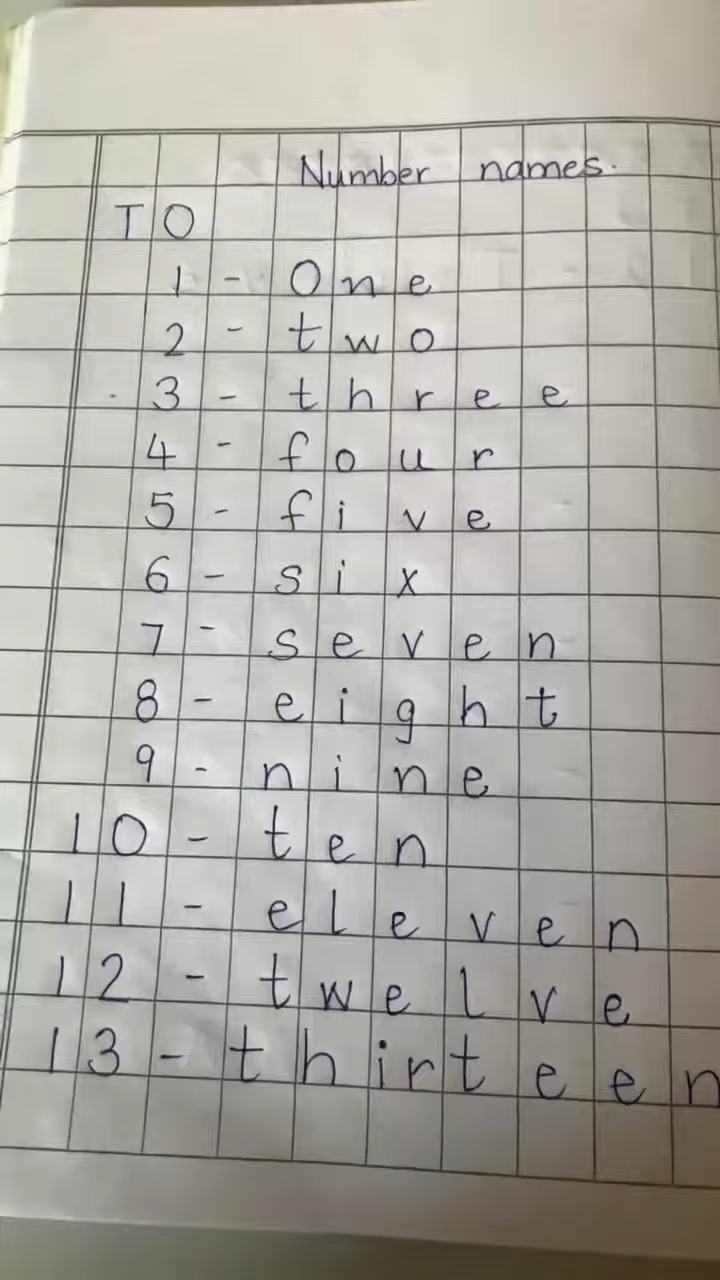 Number names.
T O
1 - One
2 - two
3 - three
4 - four
5 - five
6 - six
7 - seven
8 - eight
9 - nine
10 - ten
11 - eleven
12 - twelve
13 - thirteen